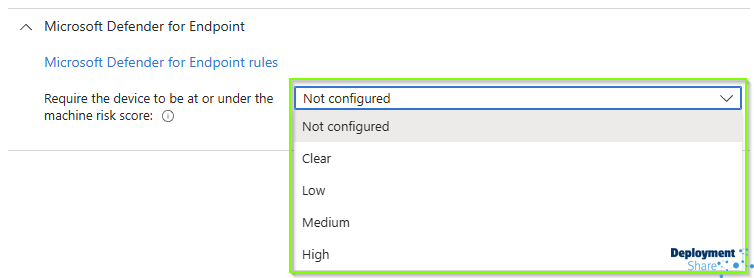 Microsoft Defender for Endpoint
Microsoft Defender for Endpoint rules
Require the device to be at or under the
machine risk score:
Not configured
Not configured
Clear
Low
Medium
High
Deployment
Share